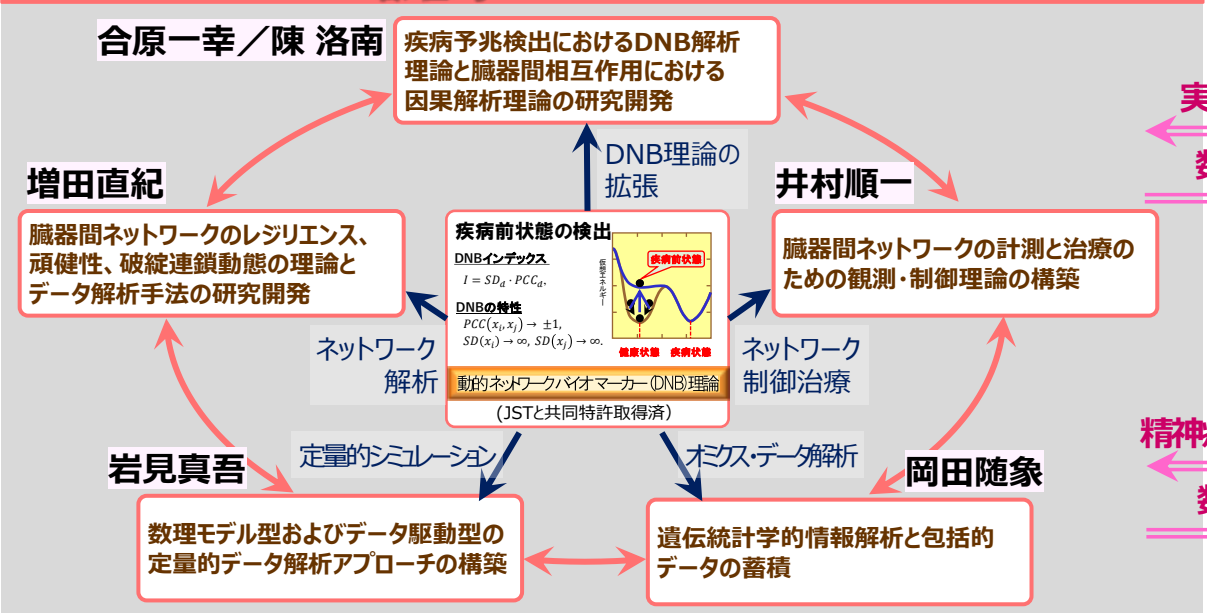 合原一幸／陳 洛南
疾病予兆検出におけるDNB解析
理論と臓器間相互作用における
因果解析理論の研究開発
増田直紀
臓器間ネットワークのレジリエンス、
頑健性、破綻連鎖動態の理論と
データ解析手法の研究開発
DNB理論の
拡張
井村順一
臓器間ネットワークの計測と治療の
ための観測・制御理論の構築
疾病前状態の検出
DNBインデックス
I = SD_d · PCC_d,
DNBの特性
PCC(x_i, x_j) → ±1,
SD(x_i) → ∞, SD(x_j) → ∞.
仮想エネルギー
疾病前状態
健康状態 疾病状態
動的ネットワークバイオマーカー(DNB)理論
(JSTと共同特許取得済)
ネットワーク
解析
ネットワーク
制御治療
定量的シミュレーション
オミクス・データ解析
岩見真吾
数理モデル型およびデータ駆動型の
定量的データ解析アプローチの構築
岡田随象
遺伝統計学的情報解析と包括的
データの蓄積
実
数
精神
数